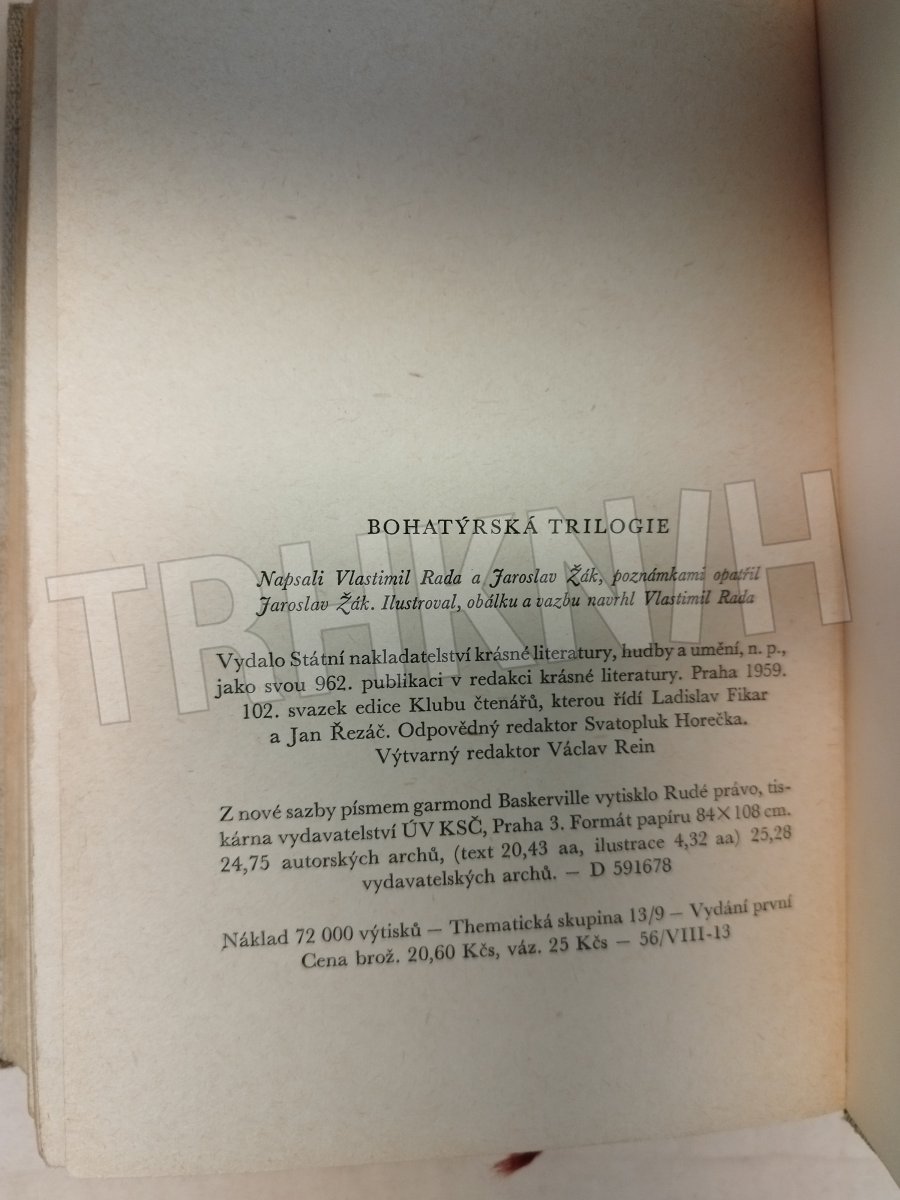 BOHATÝRSKÁ TRILOGIE
Napsali Vlastimil Rada a Jaroslav Žák, poznámkami opatřil
Jaroslav Žák. Ilustroval, obálku a vazbu navrhl Vlastimil Rada
Vydalo Státní nakladatelství krásné literatury, hudby a umění, n. p.,
jako svou 962. publikaci v redakci krásné literatury. Praha 1959.
102. svazek edice Klubu čtenářů, kterou řídí Ladislav Fikar
a Jan Řezáč. Odpovědný redaktor Svatopluk Horečka.
Výtvarný redaktor Václav Rein
Z nové sazby písmem garmond Baskerville vytisklo Rudé právo, tis-
kárna vydavatelství ÚV KSČ, Praha 3. Formát papíru 84×108 cm.
24,75 autorských archů, (text 20,43 aa, ilustrace 4,32 aa) 25,28
vydavatelských archů. — D 591678
Náklad 72 000 výtisků — Thematická skupina 13/9 — Vydání první
Cena brož. 20,60 Kčs, váz. 25 Kčs — 56/VIII-13
TRHKNIH